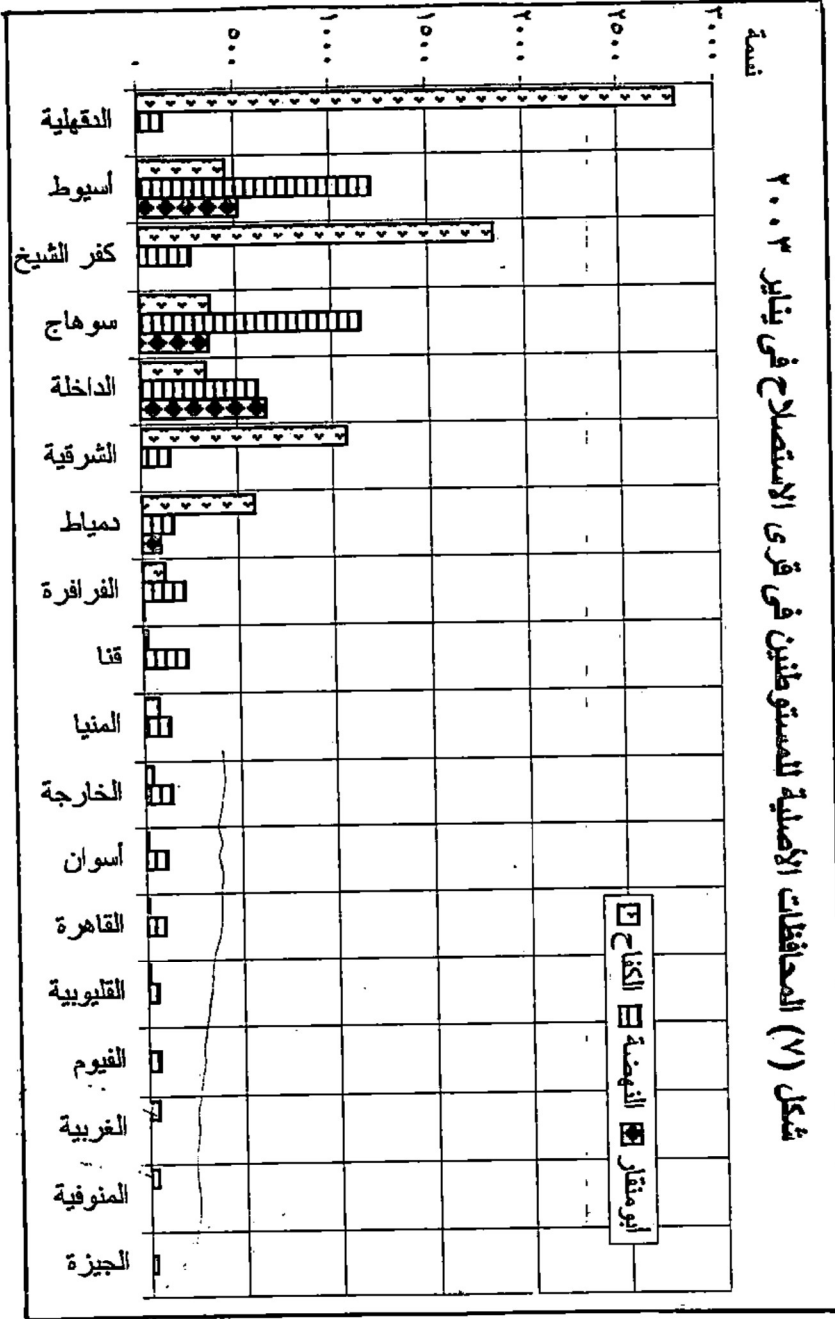 شكل (٧) المحافظات الأصلية للمستوطنين فى قرى الاستصلاح فى يناير ٢٠٠٣
نسمة
٣٠٠٠
٢٥٠٠
٢٠٠٠
١٥٠٠
١٠٠٠
٥٠٠
٠
الدقهلية
أسيوط
كفر الشيخ
سوهاج
الداخلة
الشرقية
دمياط
الفرافرة
قنا
المنيا
الخارجة
أسوان
القاهرة
القليوبية
الفيوم
الغربية
المنوفية
الجيزة
الكفاح النهضة ابومنقار